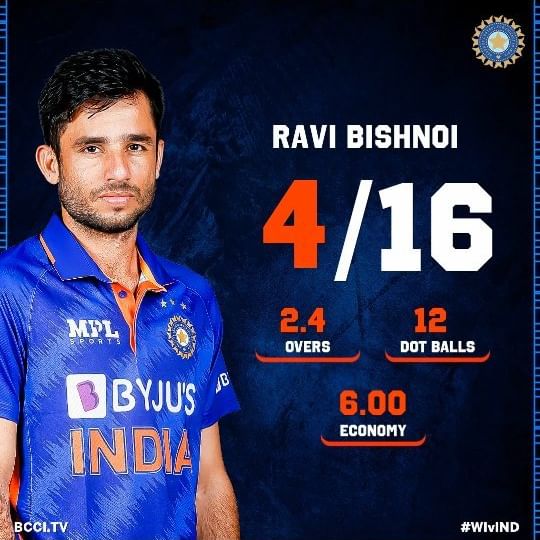 RAVI BISHNOI
4/16
2.4
OVERS
12
DOT BALLS
6.00
ECONOMY
MPL
SPORTS
BYJU'S
INDIA
BCCI.TV
#WIvIND